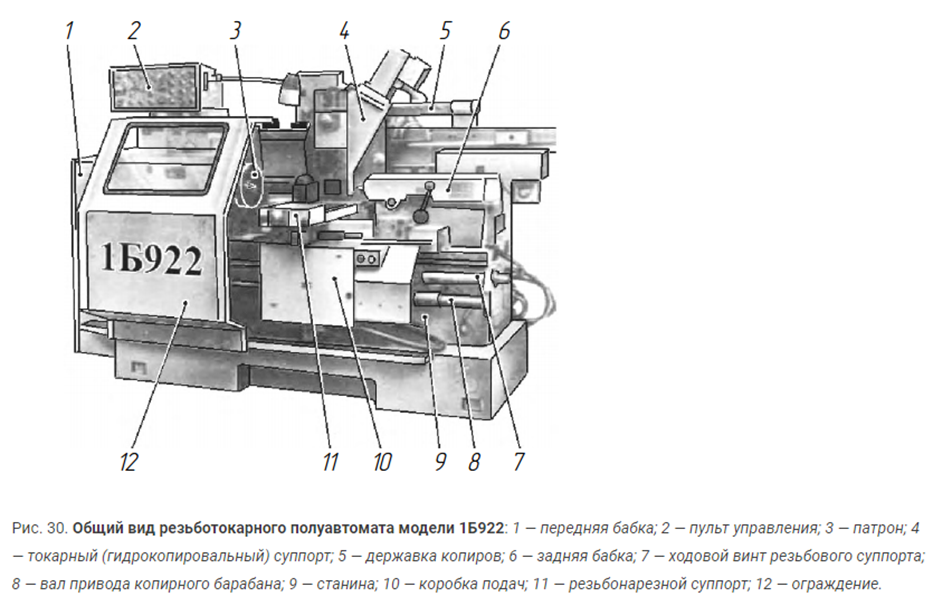 1 2 3 4 5 6
1Б922
12 11 10 9 8 7
Рис. 30. Общий вид резьботокарного полуавтомата модели 1Б922: 1 — передняя бабка; 2 — пульт управления; 3 — патрон; 4
— токарный (гидрокопировальный) суппорт; 5 — державка копиров; 6 — задняя бабка; 7 — ходовой винт резьбового суппорта;
8 — вал привода копирного барабана; 9 — станина; 10 — коробка подач; 11 — резьбонарезной суппорт; 12 — ограждение.